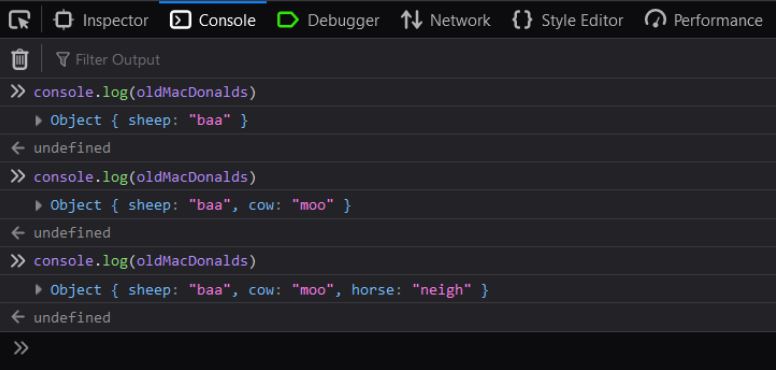 Inspector Console Debugger Network Style Editor Performance
Filter Output
console.log(oldMacDonalds)
Object { sheep: "baa" }
undefined
console.log(oldMacDonalds)
Object { sheep: "baa", cow: "moo" }
undefined
console.log(oldMacDonalds)
Object { sheep: "baa", cow: "moo", horse: "neigh" }
undefined